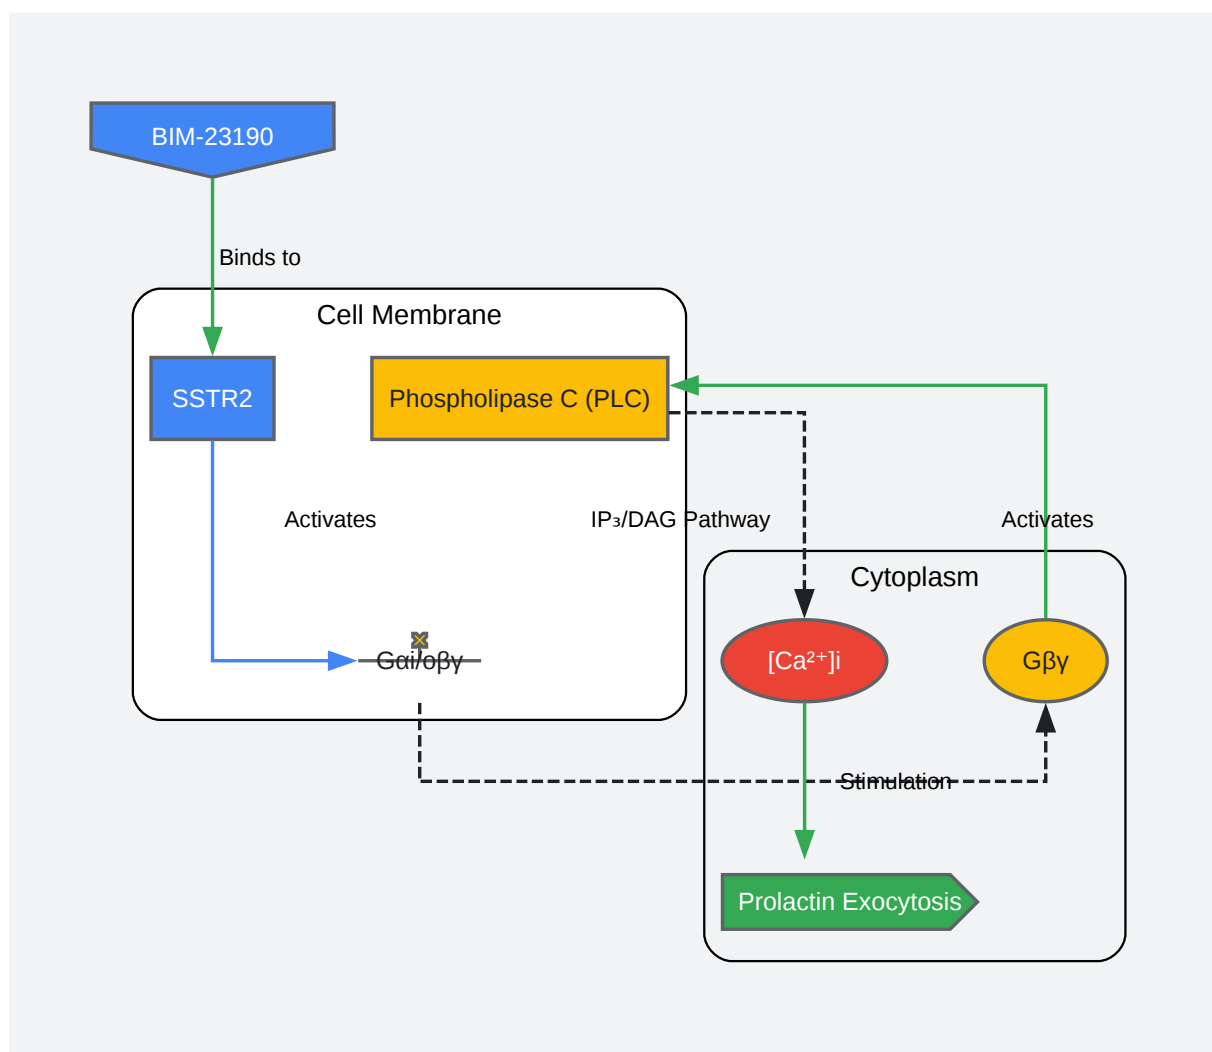 BIM-23190
Binds to
Cell Membrane
SSTR2
Phospholipase C (PLC)
Activates
IP₃/DAG Pathway
Activates
Cytoplasm
Gαi/oβγ
[Ca²⁺]i
Gβγ
Stimulation
Prolactin Exocytosis